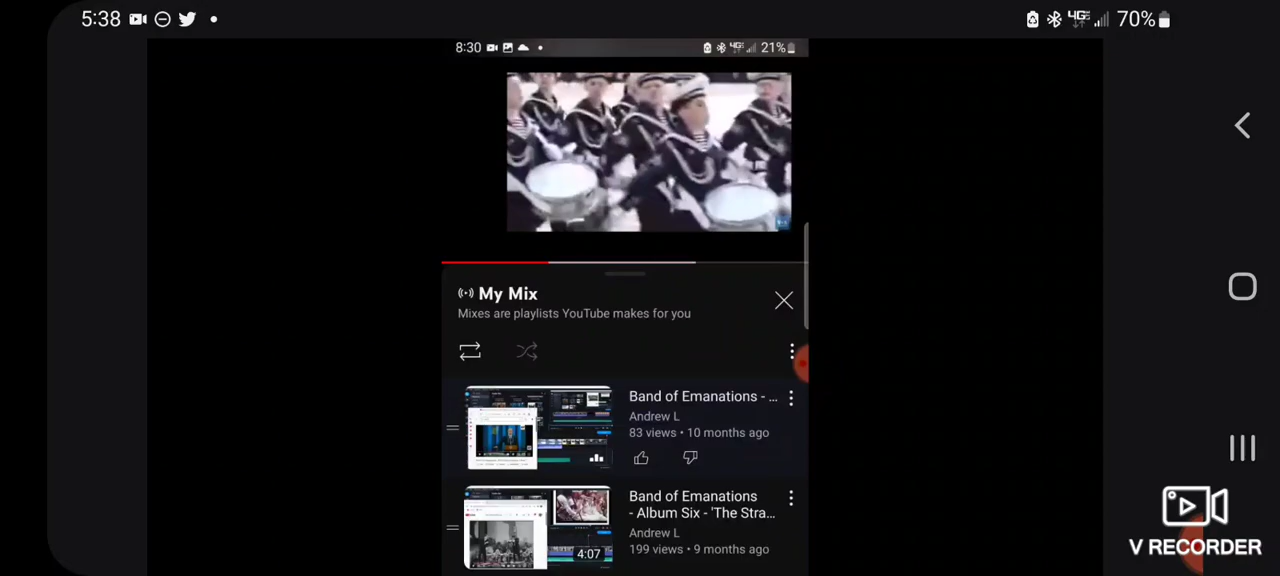 5:38
70%
8:30
21%
My Mix
Mixes are playlists YouTube makes for you
Band of Emanations - ...
Andrew L
83 views • 10 months ago
Band of Emanations
- Album Six - 'The Stra...
Andrew L
199 views • 9 months ago
4:07
V RECORDER